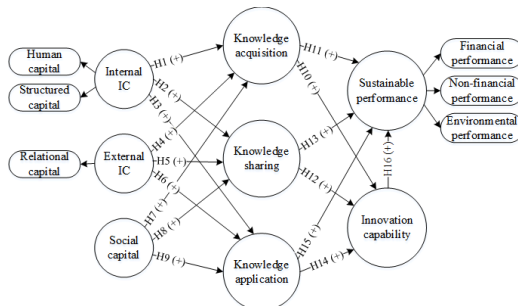 Human
capital
Structured
capital
Relational
capital
Internal
IC
External
IC
Social
capital
H1 (+)
H2 (+)
H3 (+)
H4 (+)
H5 (+)
H6 (+)
H7 (+)
H8 (+)
H9 (+)
Knowledge
acquisition
Knowledge
sharing
Knowledge
application
H11 (+)
H10 (+)
H13 (+)
H12 (+)
H15 (+)
H14 (+)
Sustainable
performance
H16 (+)
Innovation
capability
Financial
performance
Non-financial
performance
Environmental
performance